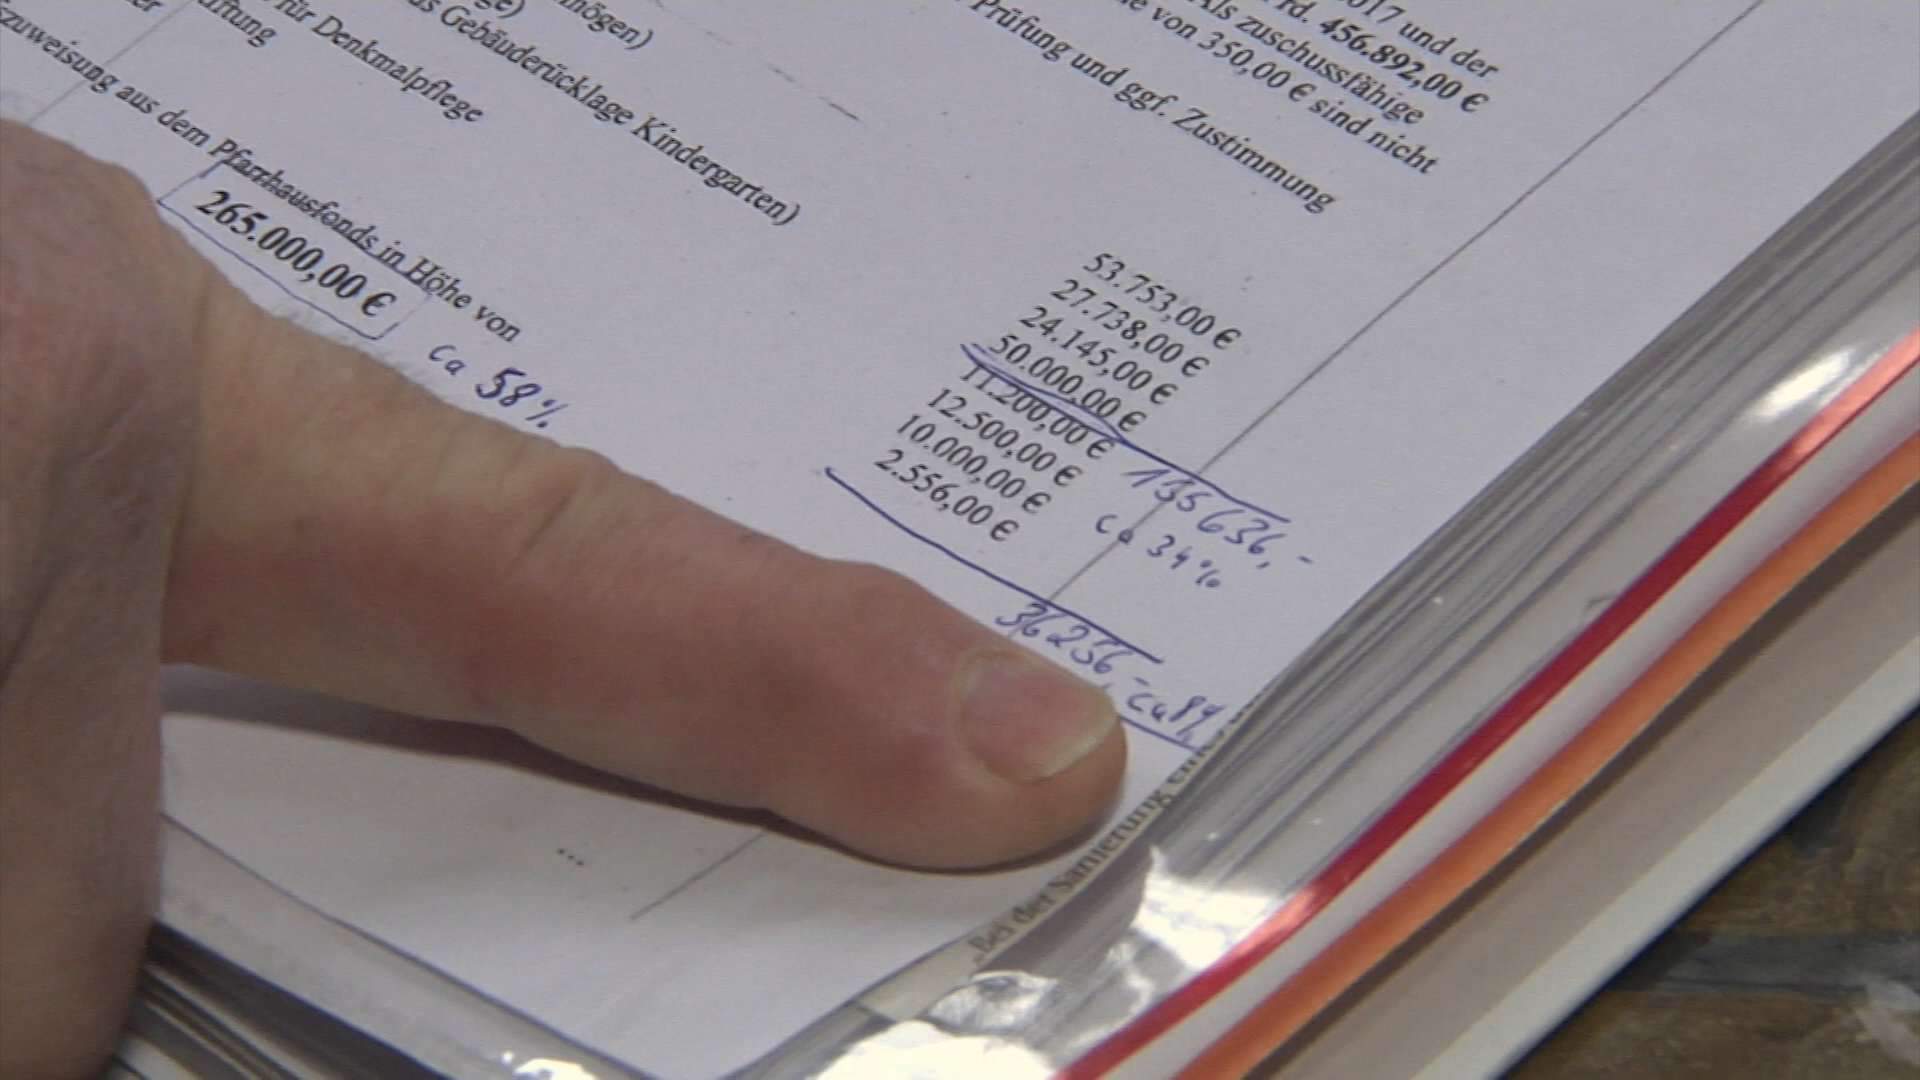 017 und der
rd. 456.892,00 €
Als zuschussfähige
von 350,00 € sind nicht
Prüfung und ggf. Zustimmung
Gebäuderücklage Kindergarten)
für Denkmalpflege
zuweisung aus dem Pfarrhausfonds in Höhe von
265.000,00 €
ca 58%
53.753,00 €
27.738,00 €
24.145,00 €
50.000,00 €
11.200,00 €
12.500,00 €
10.000,00 €
2.556,00 €
155636,-
ca 34%
36256,- ca 8%
...
„Bei der Sanierung